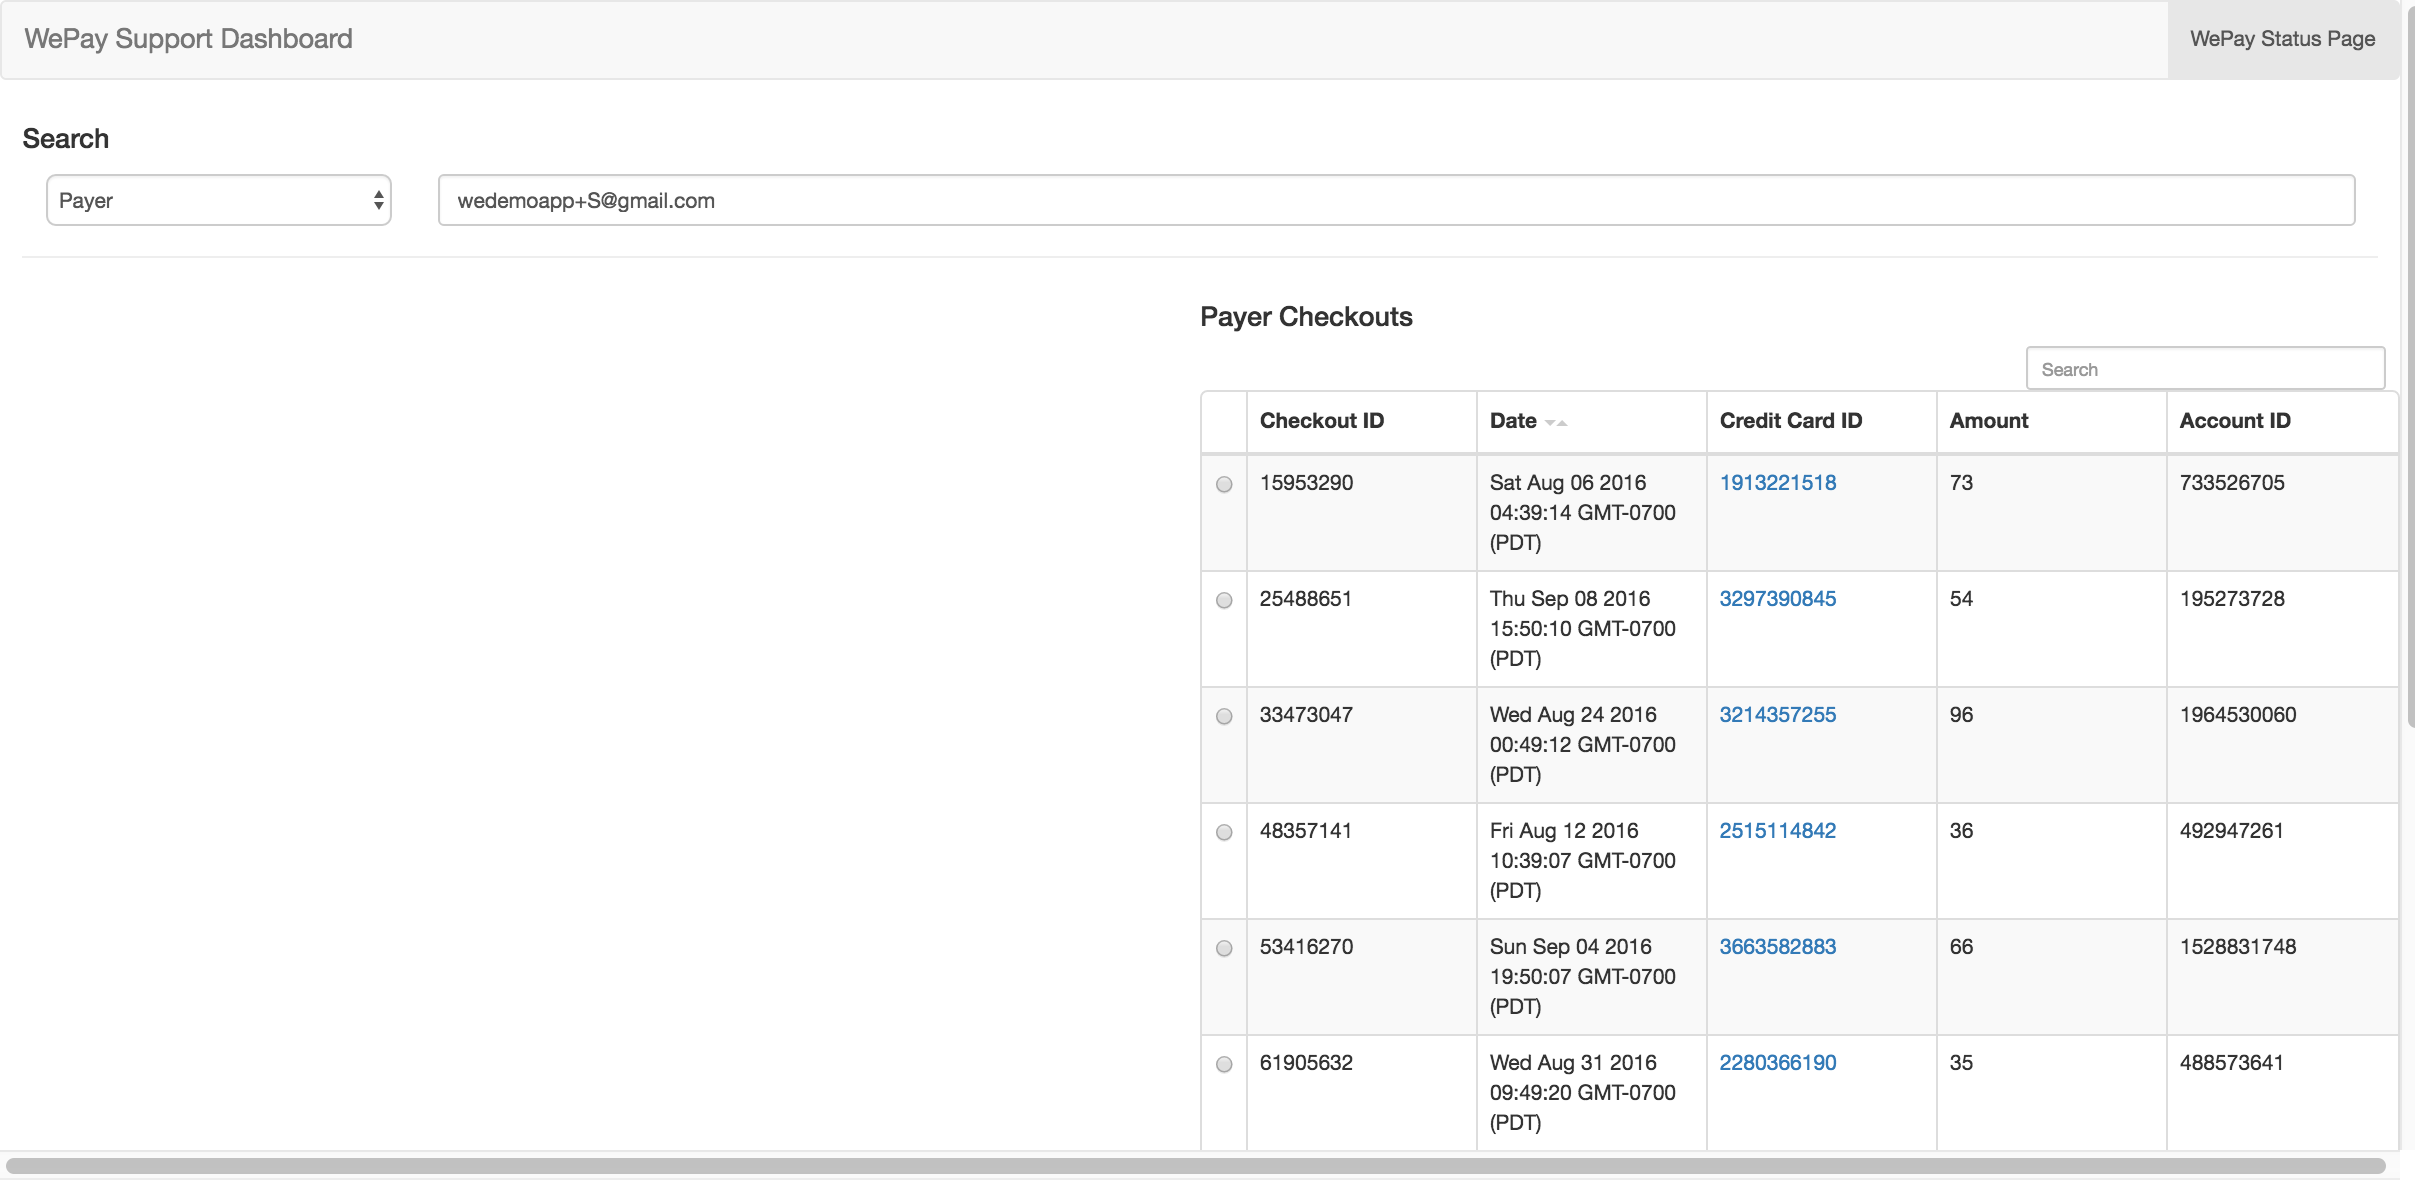 WePay Support Dashboard
WePay Status Page
Search
Payer
wedemoapp+S@gmail.com
Payer Checkouts
Search
Checkout ID Date Credit Card ID Amount Account ID
15953290 Sat Aug 06 2016 1913221518 73 733526705
04:39:14 GMT-0700
(PDT)
25488651 Thu Sep 08 2016 3297390845 54 195273728
15:50:10 GMT-0700
(PDT)
33473047 Wed Aug 24 2016 3214357255 96 1964530060
00:49:12 GMT-0700
(PDT)
48357141 Fri Aug 12 2016 2515114842 36 492947261
10:39:07 GMT-0700
(PDT)
53416270 Sun Sep 04 2016 3663582883 66 1528831748
19:50:07 GMT-0700
(PDT)
61905632 Wed Aug 31 2016 2280366190 35 488573641
09:49:20 GMT-0700
(PDT)